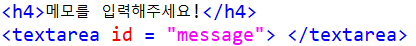 <h4>메모를 입력해주세요!</h4>
<textarea id = "message"> </textarea>